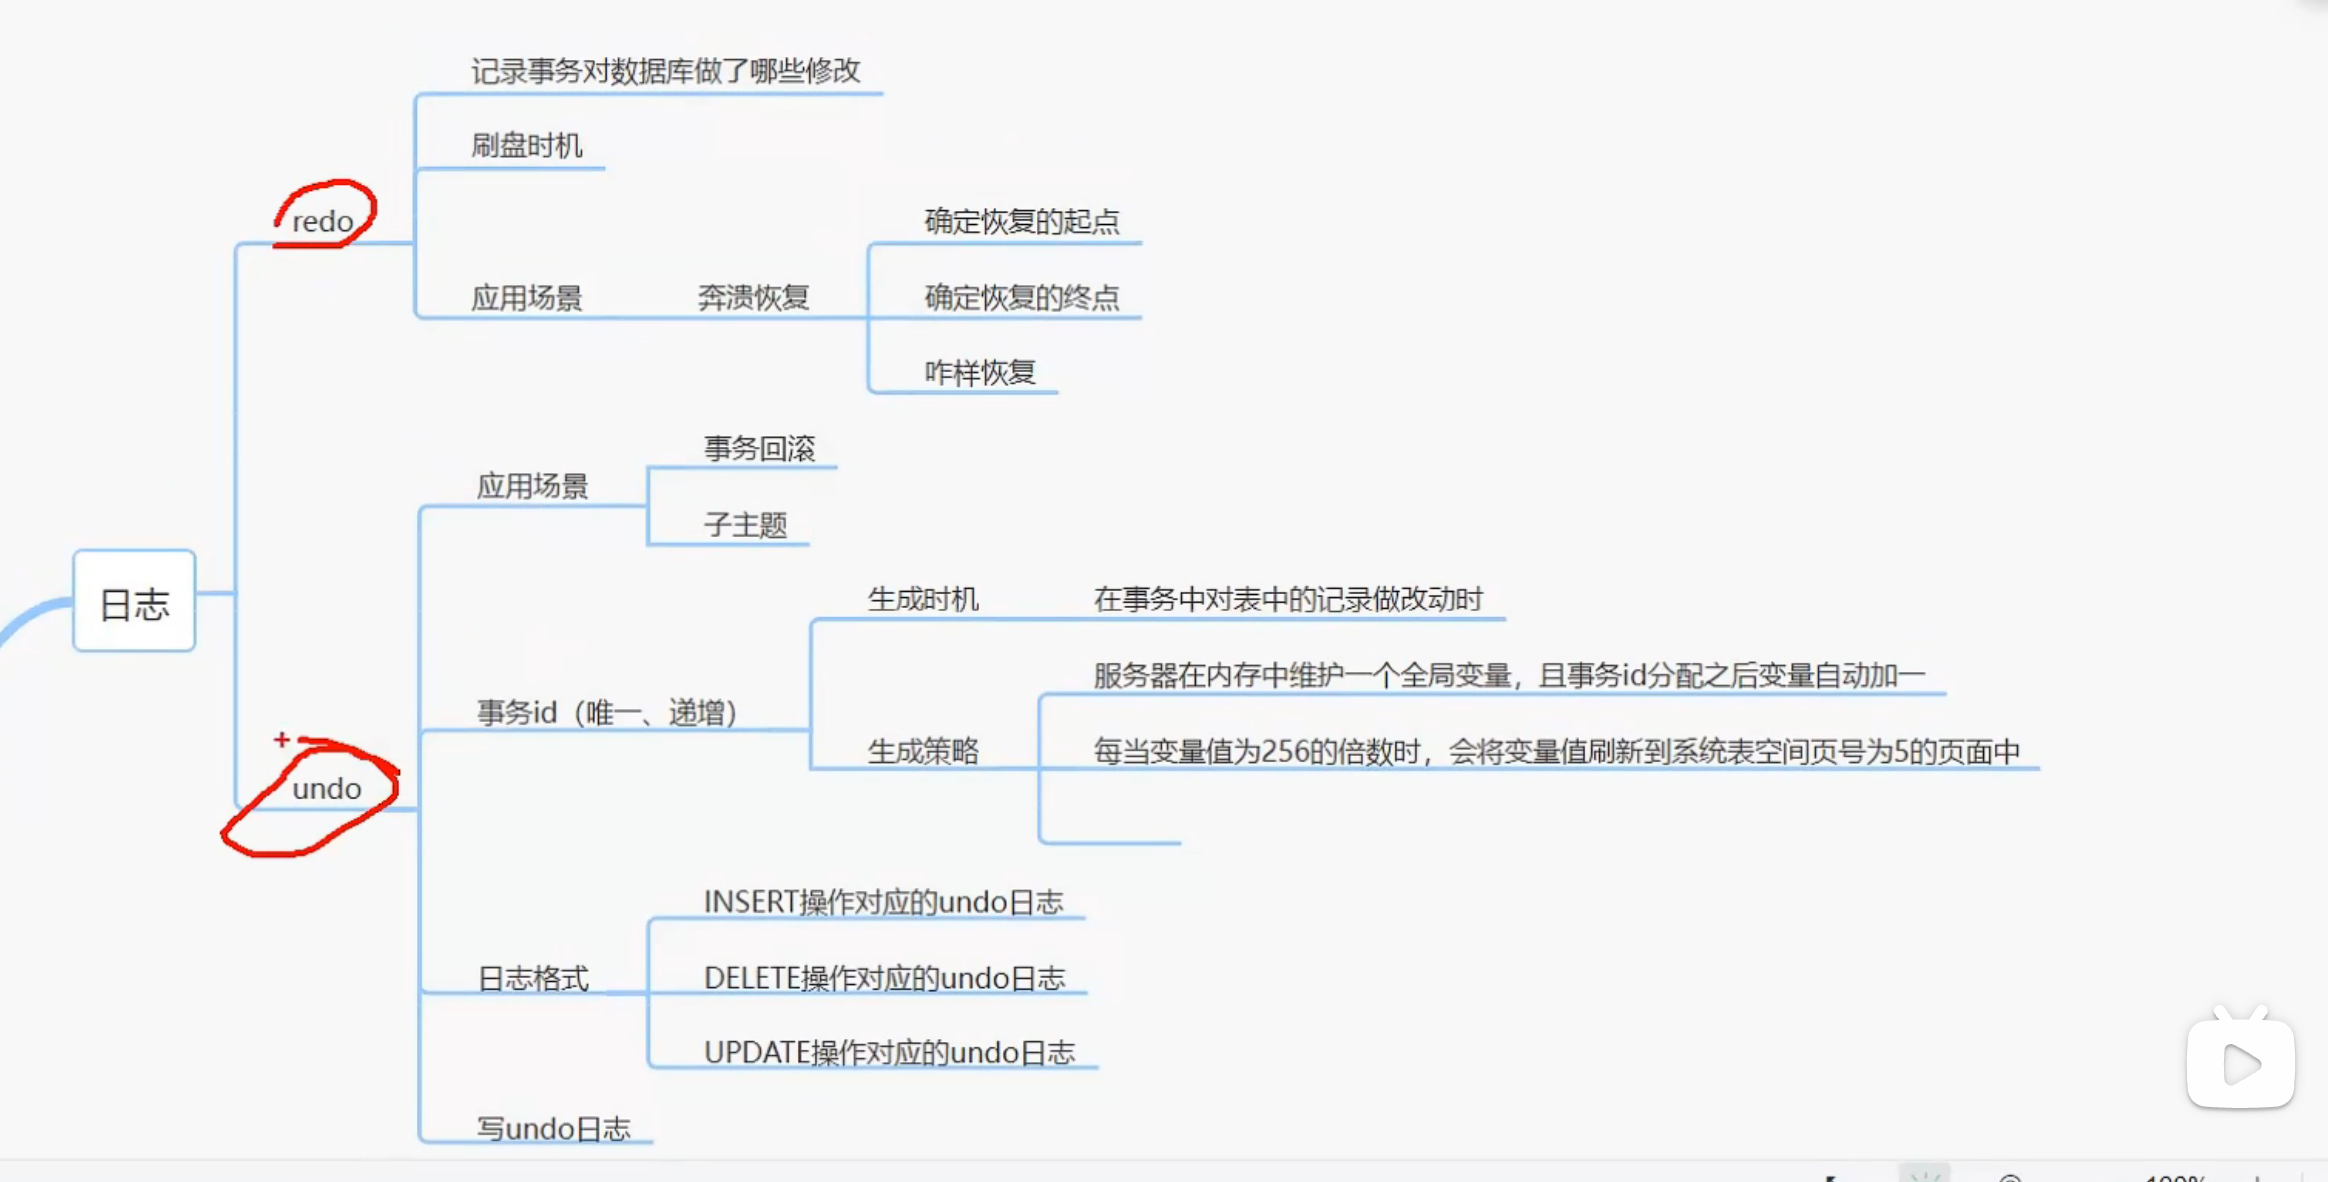 记录事务对数据库做了哪些修改
刷盘时机
redo
确定恢复的起点
应用场景
奔溃恢复
确定恢复的终点
咋样恢复
事务回滚
应用场景
子主题
日志
生成时机
在事务中对表中的记录做改动时
服务器在内存中维护一个全局变量，且事务id分配之后变量自动加一
事务id（唯一、递增）
生成策略
每当变量值为256的倍数时，会将变量值刷新到系统表空间页号为5的页面中
undo
INSERT操作对应的undo日志
日志格式
DELETE操作对应的undo日志
UPDATE操作对应的undo日志
写undo日志